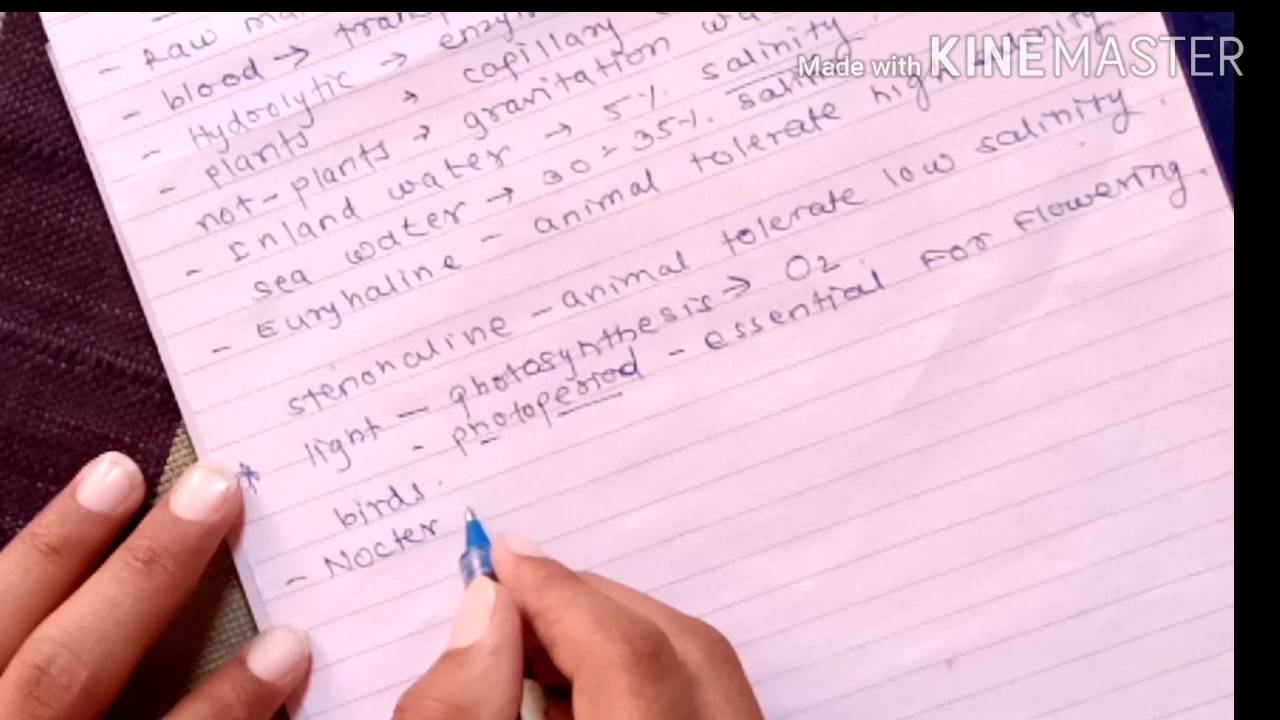 - Raw
- blood → 
- Hydrolytic → 
- plants → capillary
not-plants → gravitation
- Inland water → 5%. salinity
sea water → 30-35%. salinity
- Euryhaline - animal tolerate high salinity
stenohaline - animal tolerate low salinity.
* light - photosynthesis → O2.
- photoperiod - essential for flowering.
birds.
- Nocter
Made with KINEMASTER